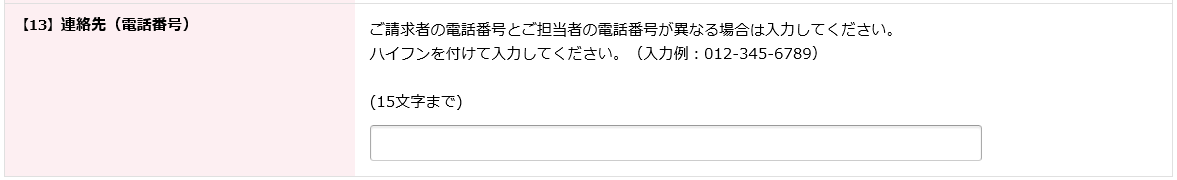 【13】連絡先（電話番号）
ご請求者の電話番号とご担当者の電話番号が異なる場合は入力してください。
ハイフンを付けて入力してください。（入力例：012-345-6789）
(15文字まで)